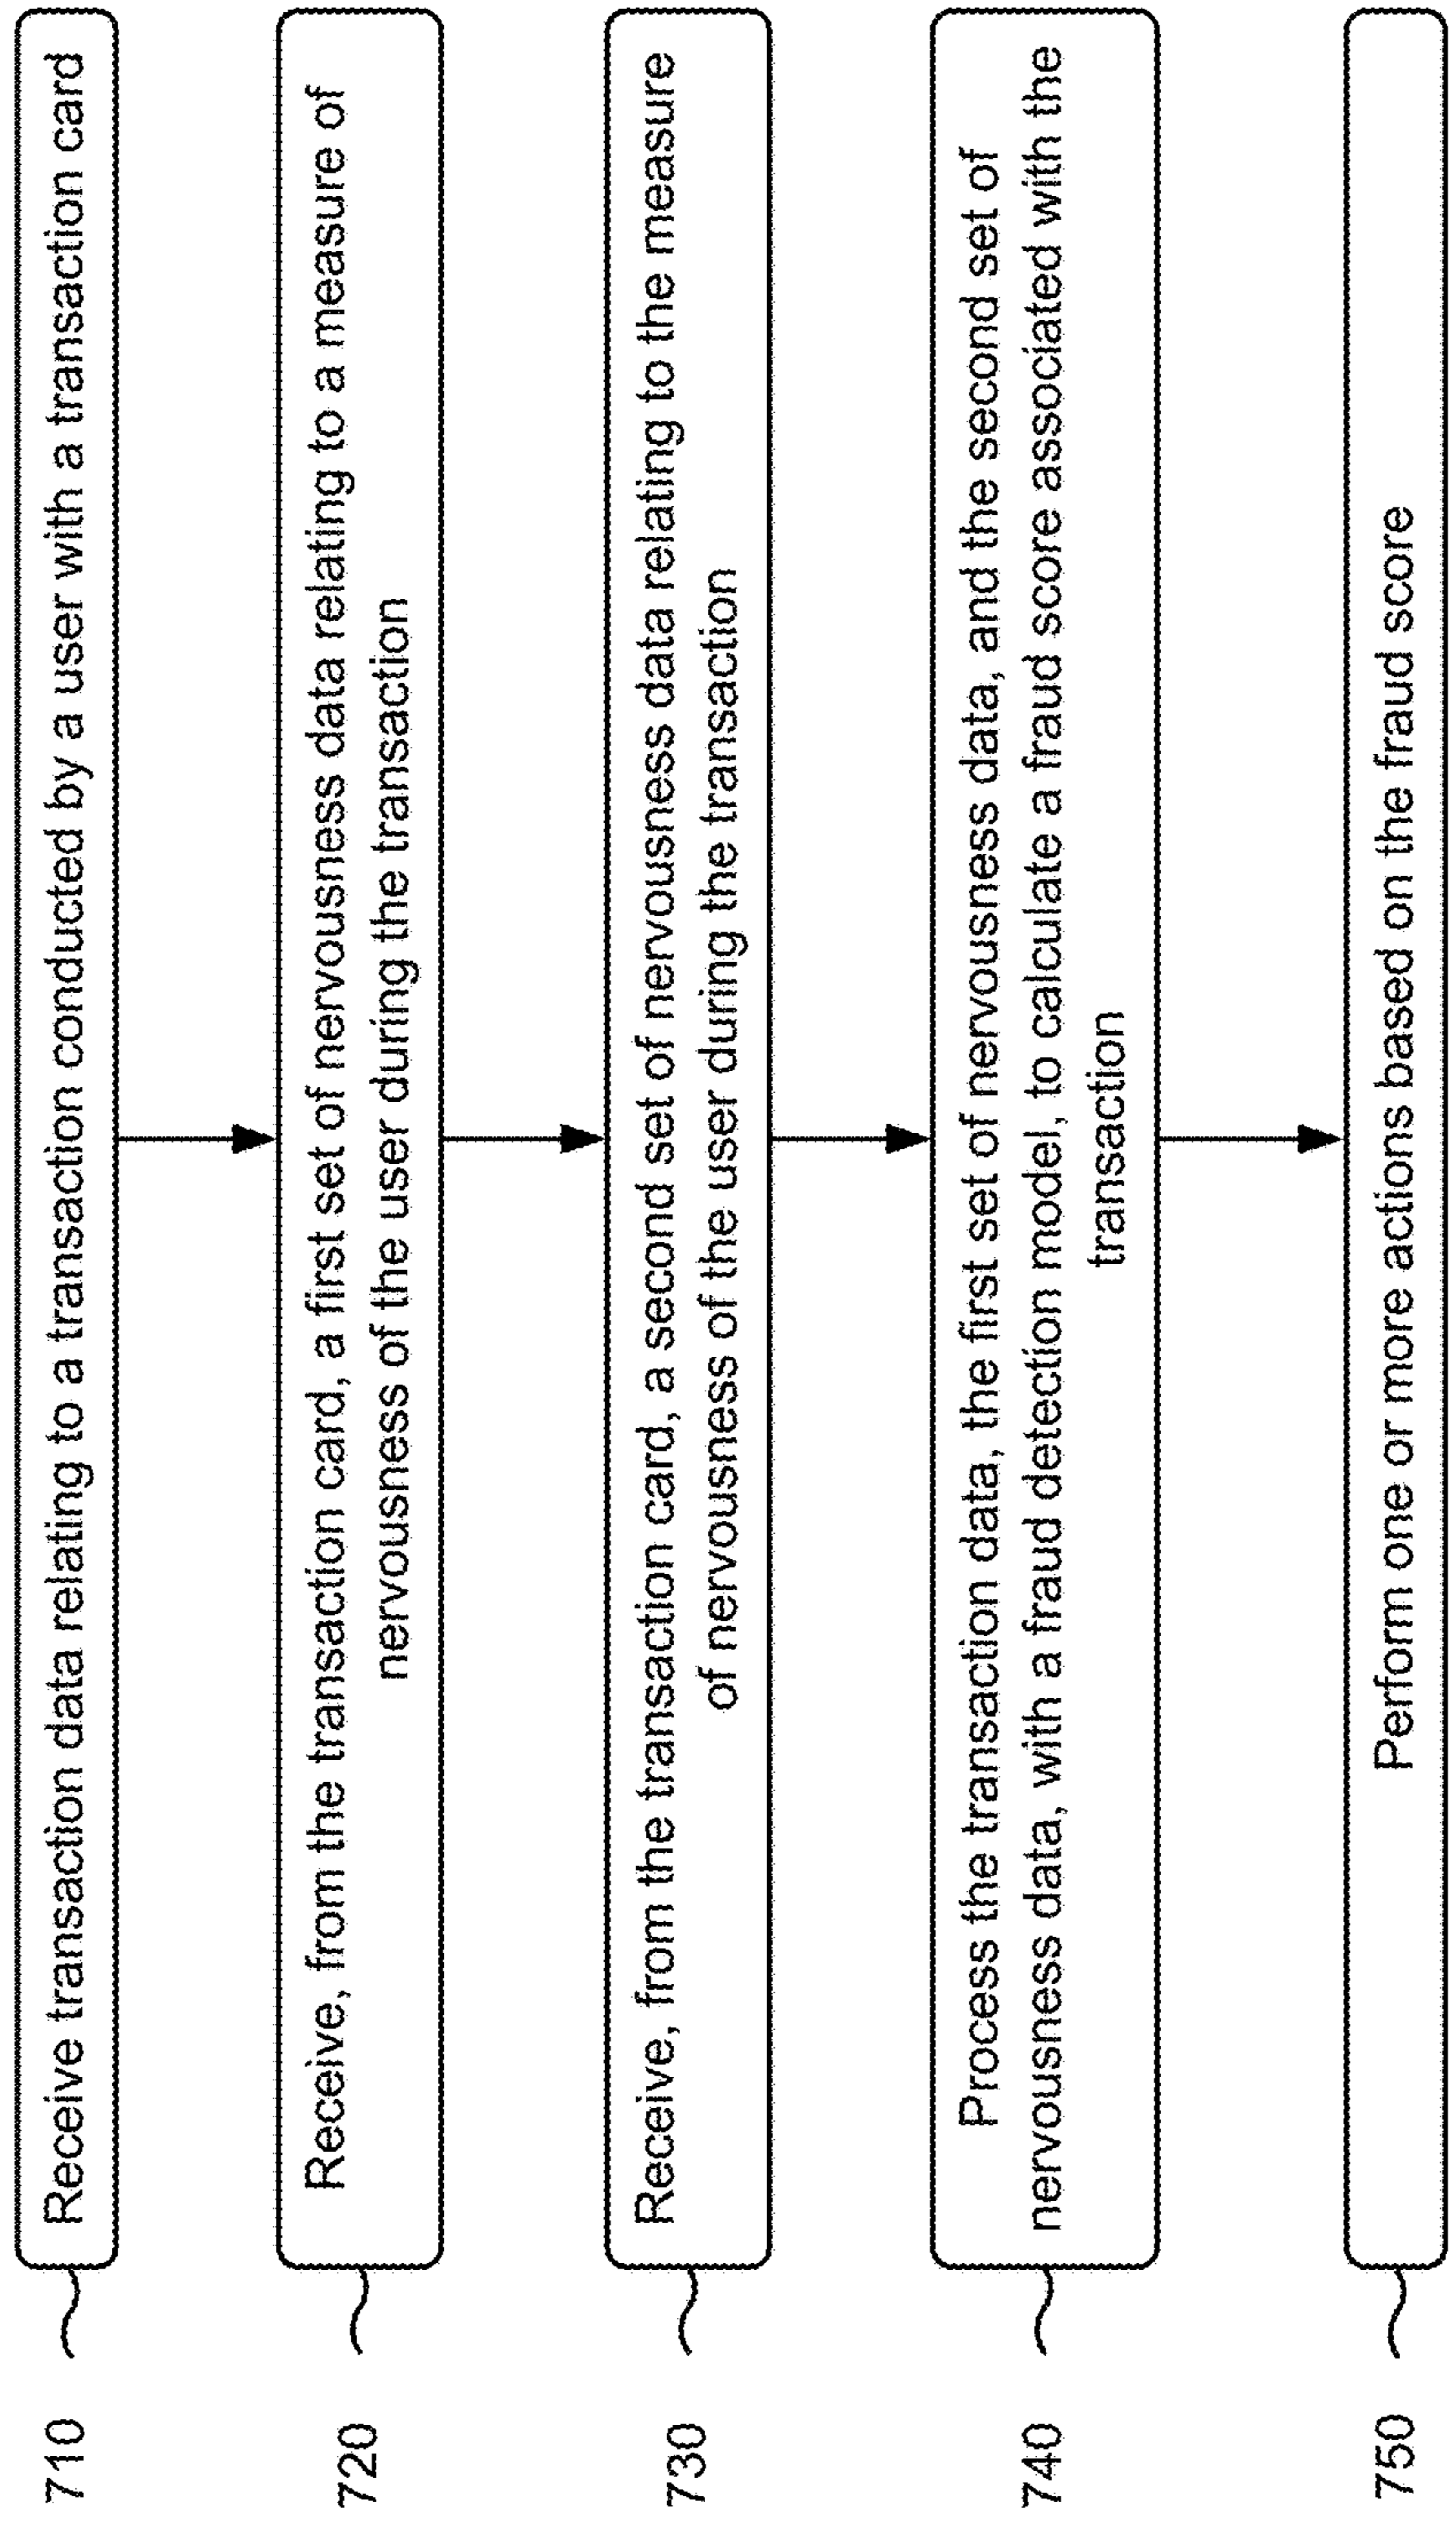 710
Receive transaction data relating to a transaction conducted by a user with a transaction card
720
Receive, from the transaction card, a first set of nervousness data relating to a measure of
nervousness of the user during the transaction
730
Receive, from the transaction card, a second set of nervousness data relating to the measure
of nervousness of the user during the transaction
740
Process the transaction data, the first set of nervousness data, and the second set of
nervousness data, with a fraud detection model, to calculate a fraud score associated with the
transaction
750
Perform one or more actions based on the fraud score